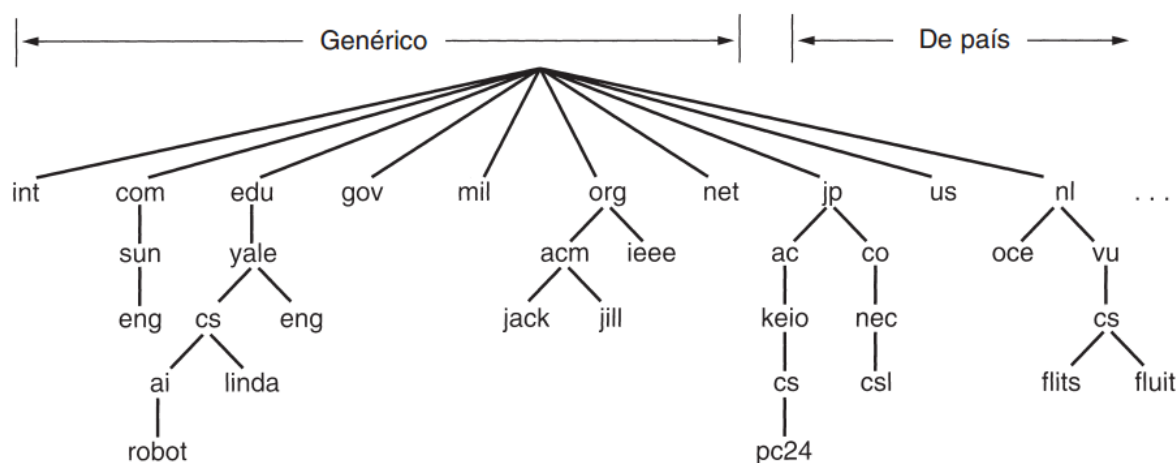 Genérico De país
int com edu gov mil org net jp us nl . . .
sun yale acm ieee ac co oce vu
eng cs eng jack jill keio nec cs
ai linda cs csl flits fluit
robot pc24